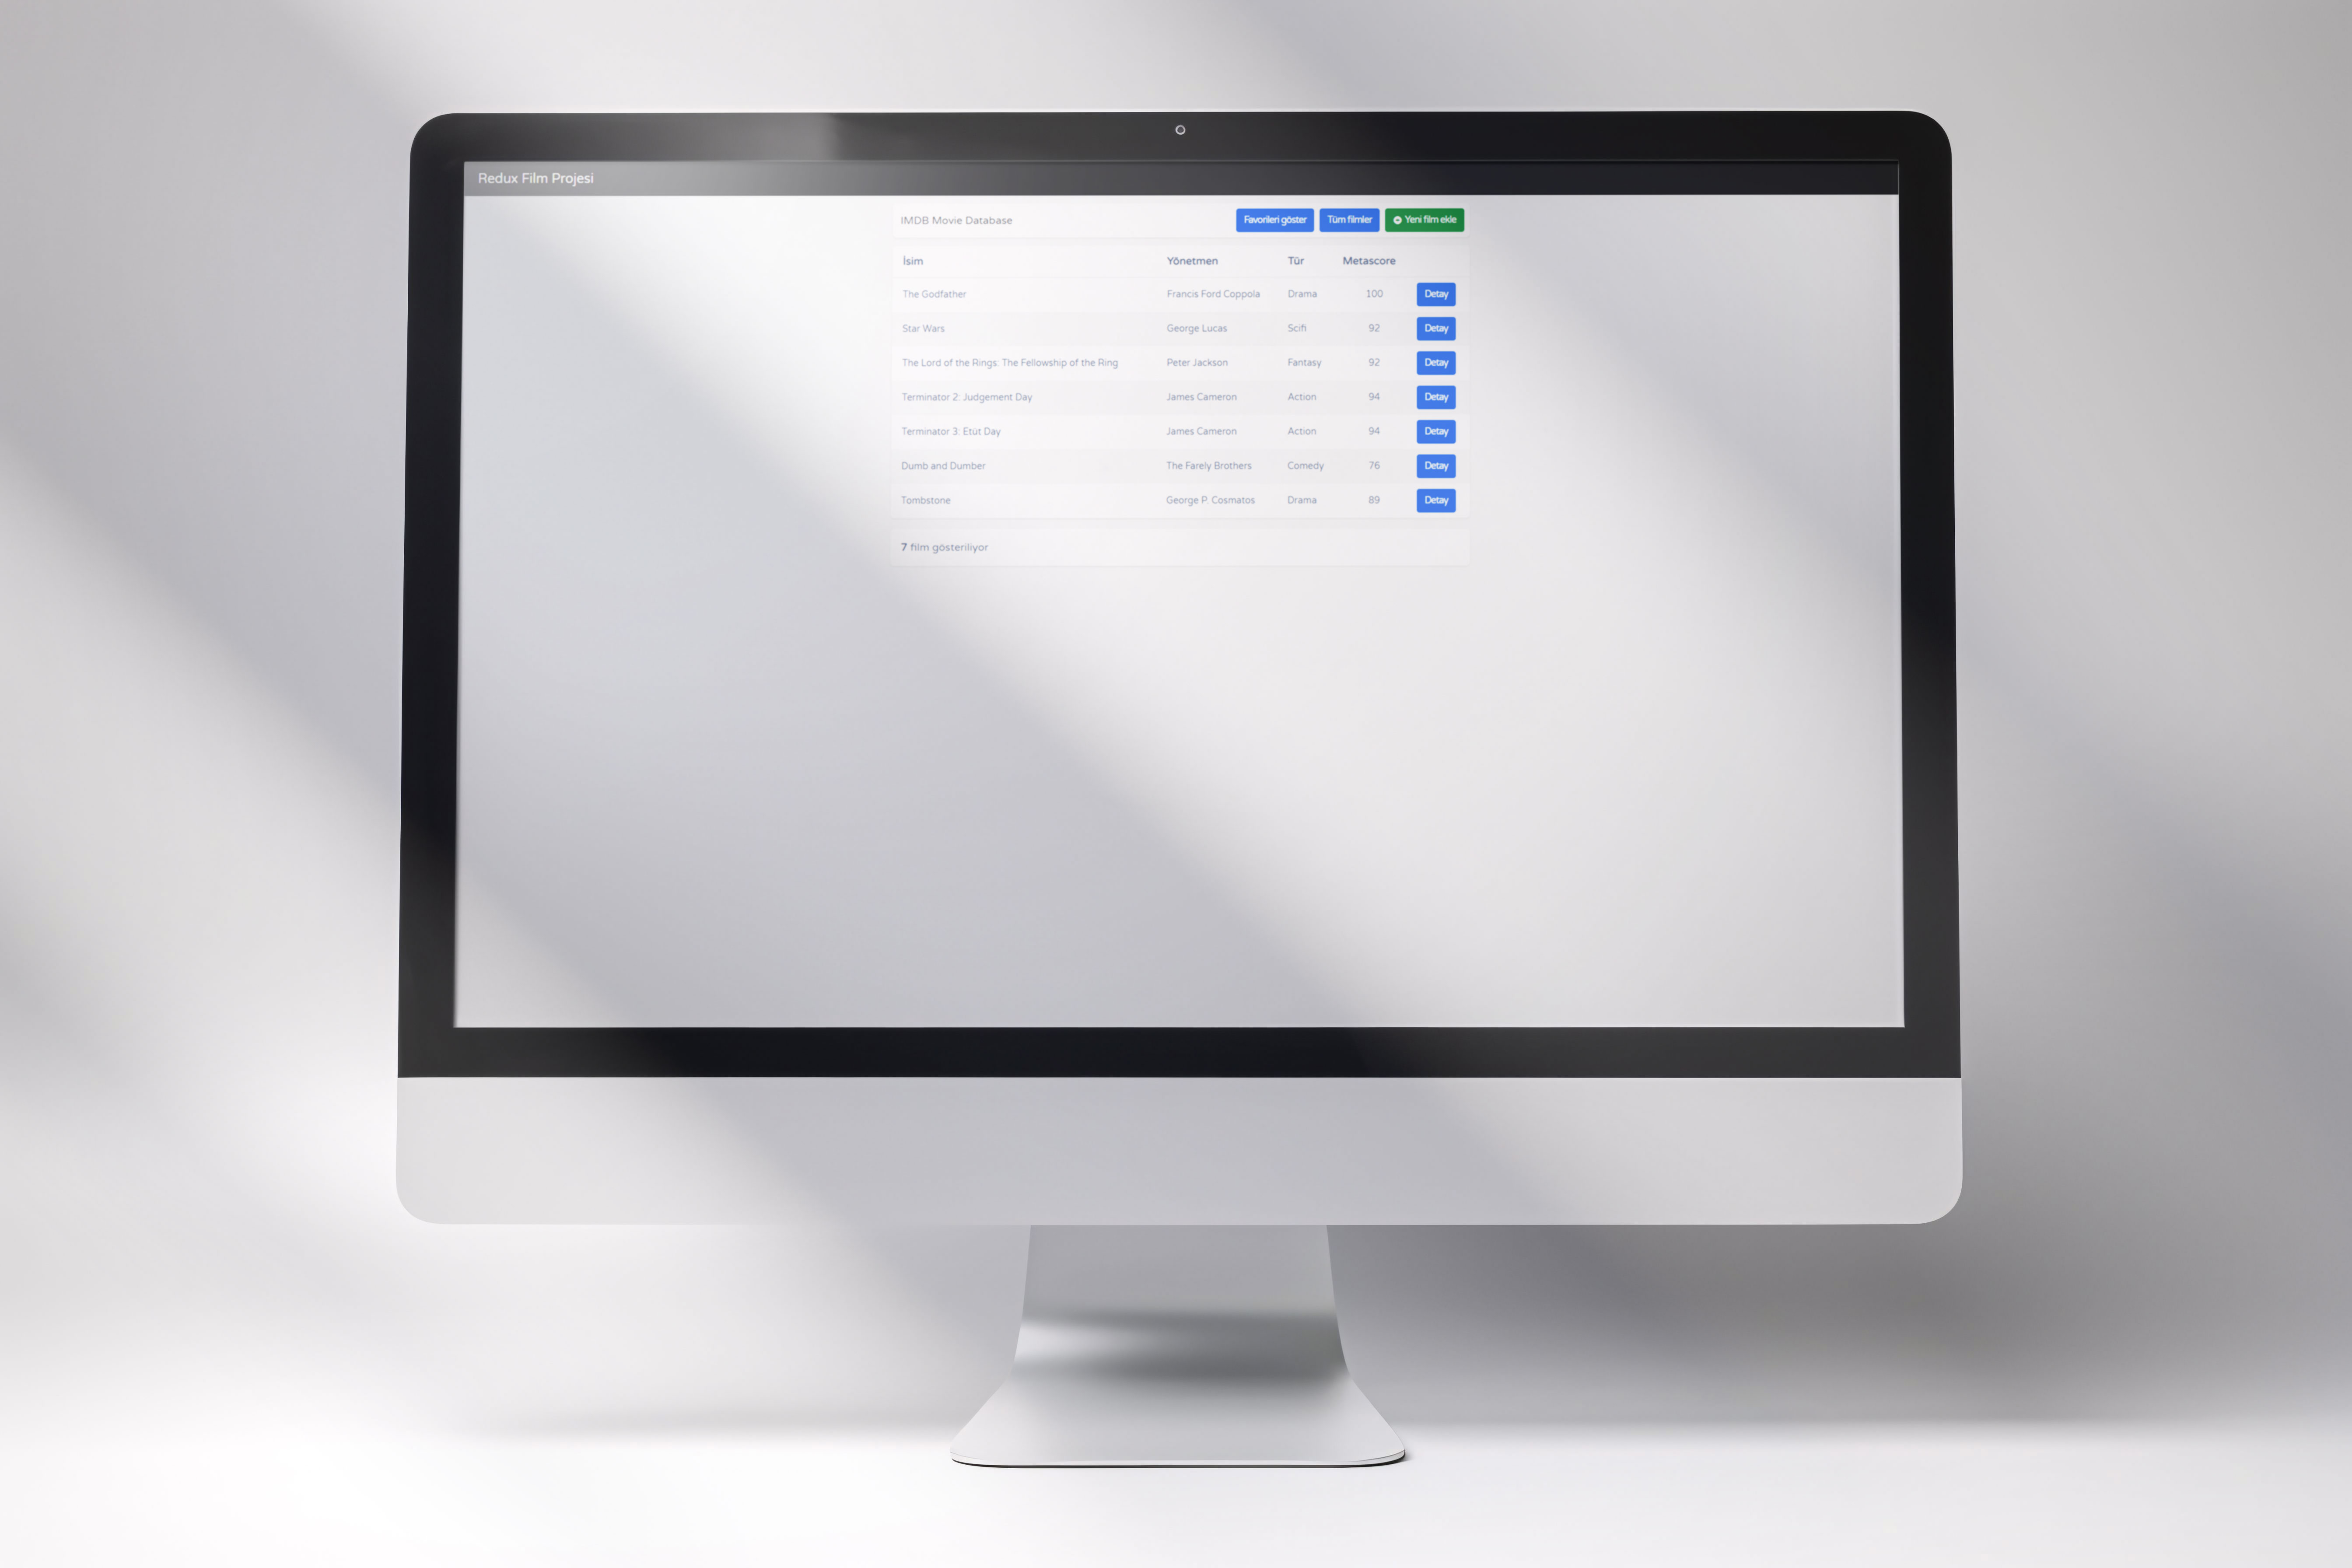 Redux Film Projesi
IMDB Movie Database Favorileri göster Tüm filmler Yeni film ekle
İsim Yönetmen Tür Metascore
The Godfather Francis Ford Coppola Drama 100 Detay
Star Wars George Lucas Scifi 92 Detay
The Lord of the Rings: The Fellowship of the Ring Peter Jackson Fantasy 92 Detay
Terminator 2: Judgement Day James Cameron Action 94 Detay
Terminator 3: Etüt Day James Cameron Action 94 Detay
Dumb and Dumber The Farely Brothers Comedy 76 Detay
Tombstone George P. Cosmatos Drama 89 Detay
7 film gösteriliyor